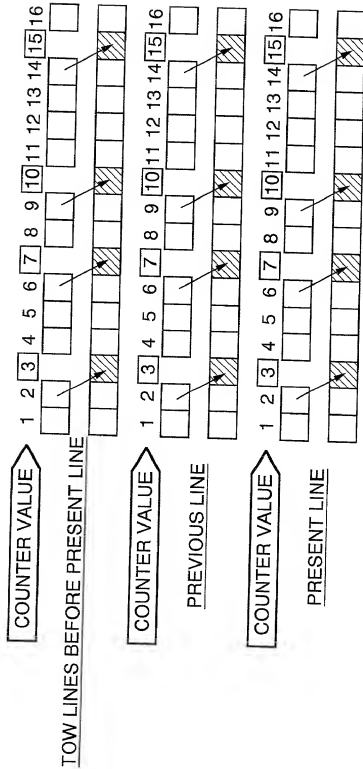 COUNTER VALUE 1 2 3 4 5 6 7 8 9 10 11 12 13 14 15 16
TOW LINES BEFORE PRESENT LINE
COUNTER VALUE 1 2 3 4 5 6 7 8 9 10 11 12 13 14 15 16
PREVIOUS LINE
COUNTER VALUE 1 2 3 4 5 6 7 8 9 10 11 12 13 14 15 16
PRESENT LINE